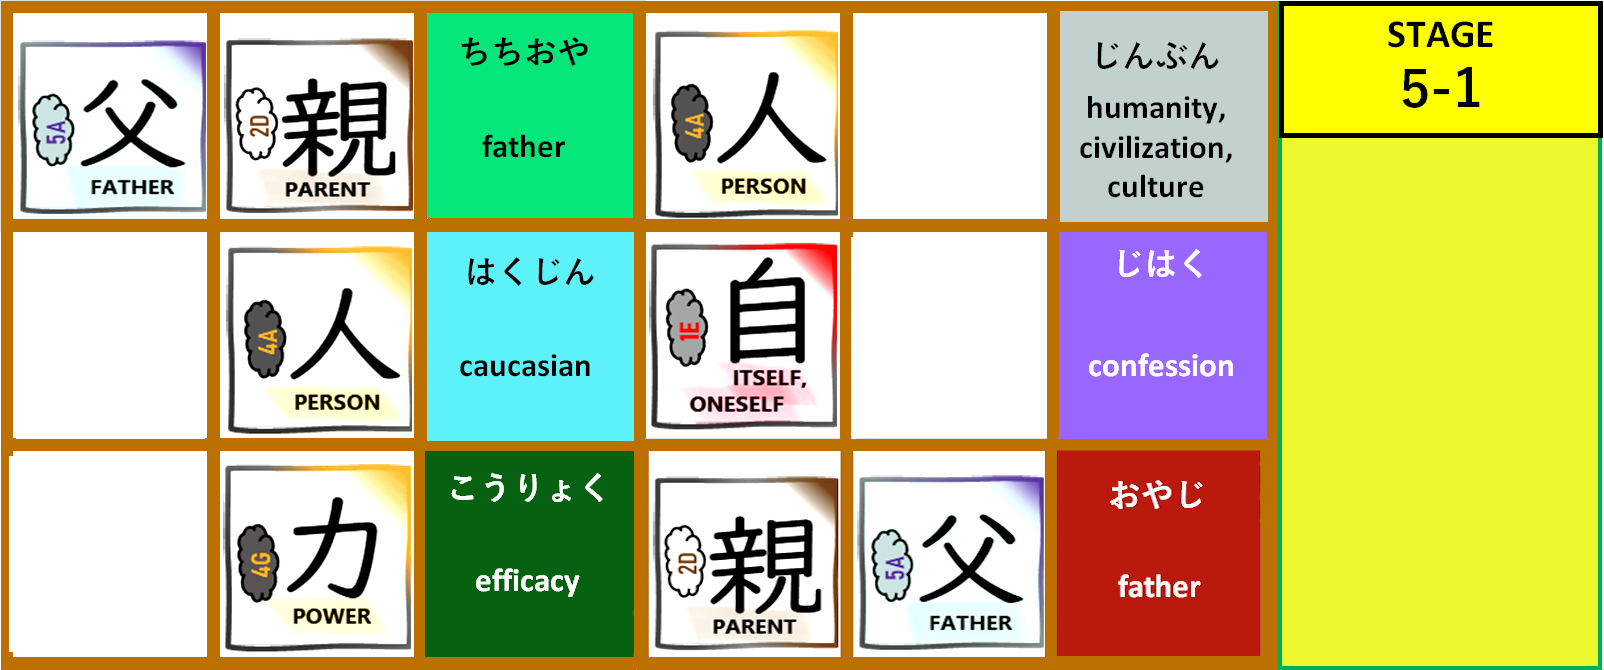 5A
父
FATHER
2D
親
PARENT
ちちおや
father
4A
人
PERSON
じんぶん
humanity,
civilization,
culture
STAGE
5-1
4A
人
PERSON
はくじん
caucasian
1E
自
ITSELF,
ONESELF
じはく
confession
4G
力
POWER
こうりょく
efficacy
2D
親
PARENT
5A
父
FATHER
おやじ
father